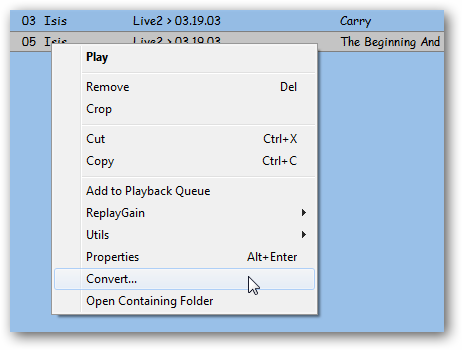 03 Isis Live2 > 03.19.03 Carry
05 Isis Live2 > 03.19.03 The Beginning And
Play
Remove Del
Crop
Cut Ctrl+X
Copy Ctrl+C
Add to Playback Queue
ReplayGain
Utils
Properties Alt+Enter
Convert...
Open Containing Folder